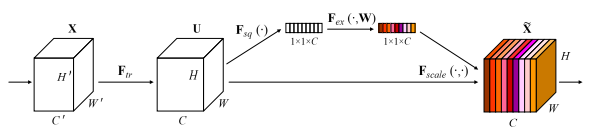 X
H′
W′
C′
F_tr
U
H
W
C
F_sq (·)
1×1×C
F_ex (·,W)
1×1×C
F_scale (·,·)
X̃
H
W
C